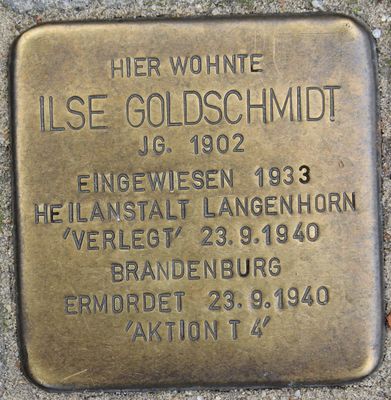 HIER WOHNTE
ILSE GOLDSCHMIDT
JG. 1902
EINGEWIESEN 1933
HEILANSTALT LANGENHORN
'VERLEGT' 23.9.1940
BRANDENBURG
ERMORDET 23.9.1940
'AKTION T 4'